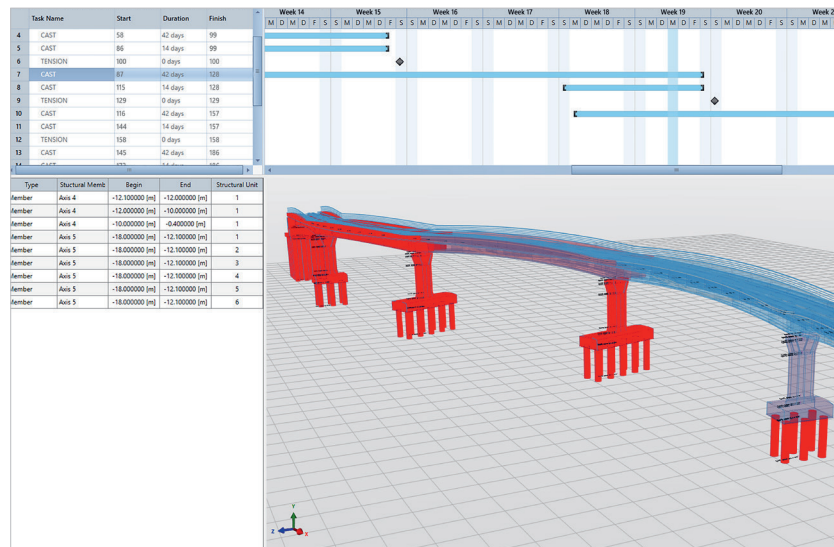 Task Name Start Duration Finish
4 CAST 58 42 days 99
5 CAST 86 14 days 99
6 TENSION 100 0 days 100
7 CAST 87 42 days 128
8 CAST 115 14 days 128
9 TENSION 129 0 days 129
10 CAST 116 42 days 157
11 CAST 144 14 days 157
12 TENSION 158 0 days 158
13 CAST 145 42 days 186
Week 14 Week 15 Week 16 Week 17 Week 18 Week 19 Week 20 Week 2
M D M D F S S M D M D F S S M D M D F S S M D M D F S S M D M D F S S M D M D F S S M D M D F S S M D M D
Type Stuctural Memb Begin End Structural Unit
Member Axis 4 -12.100000 [m] -12.000000 [m] 1
Member Axis 4 -12.000000 [m] -10.000000 [m] 1
Member Axis 4 -10.000000 [m] -0.400000 [m] 1
Member Axis 5 -18.000000 [m] -12.100000 [m] 1
Member Axis 5 -18.000000 [m] -12.100000 [m] 2
Member Axis 5 -18.000000 [m] -12.100000 [m] 3
Member Axis 5 -18.000000 [m] -12.100000 [m] 4
Member Axis 5 -18.000000 [m] -12.100000 [m] 5
Member Axis 5 -18.000000 [m] -12.100000 [m] 6
Y
Z X